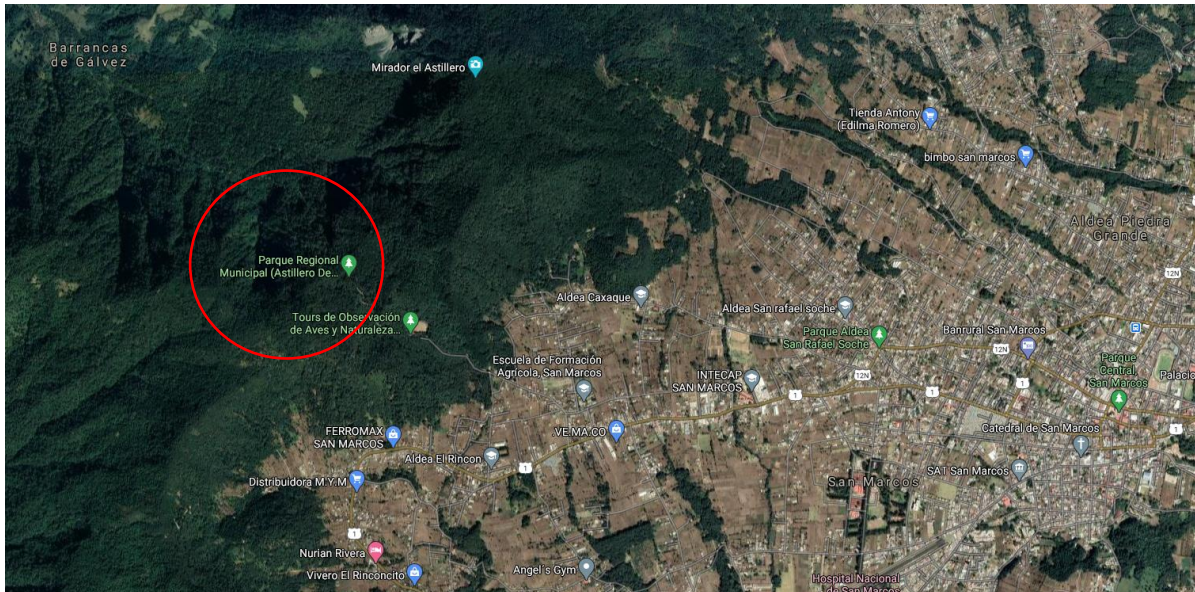 Barrancas
de Gálvez
Mirador el Astillero
Tienda Antony
(Edilma Romero)
bimbo san marcos
Aldea Piedra
Grande
12N
Parque Regional
Municipal (Astillero De...
Tours de Observación
de Aves y Naturaleza...
Aldea Caxaque
Aldea San rafael soche
Parque Aldea
San Rafael Soche
Banrural San Marcos
12N
Parque
Central
San Marcos
Palacio
Escuela de Formación
Agrícola, San Marcos
INTECAP
SAN MARCOS
12N
1
1
1
1
FERROMAX
SAN MARCOS
VE.MA.CO
Catedral de San Marcos
Aldea El Rincon
1
SAT San Marcos
Distribuidora M.Y.M
San Marcos
1
Nurian Rivera
Vivero El Rinconcito
Angel´s Gym
Hospital Nacional
de San Marcos